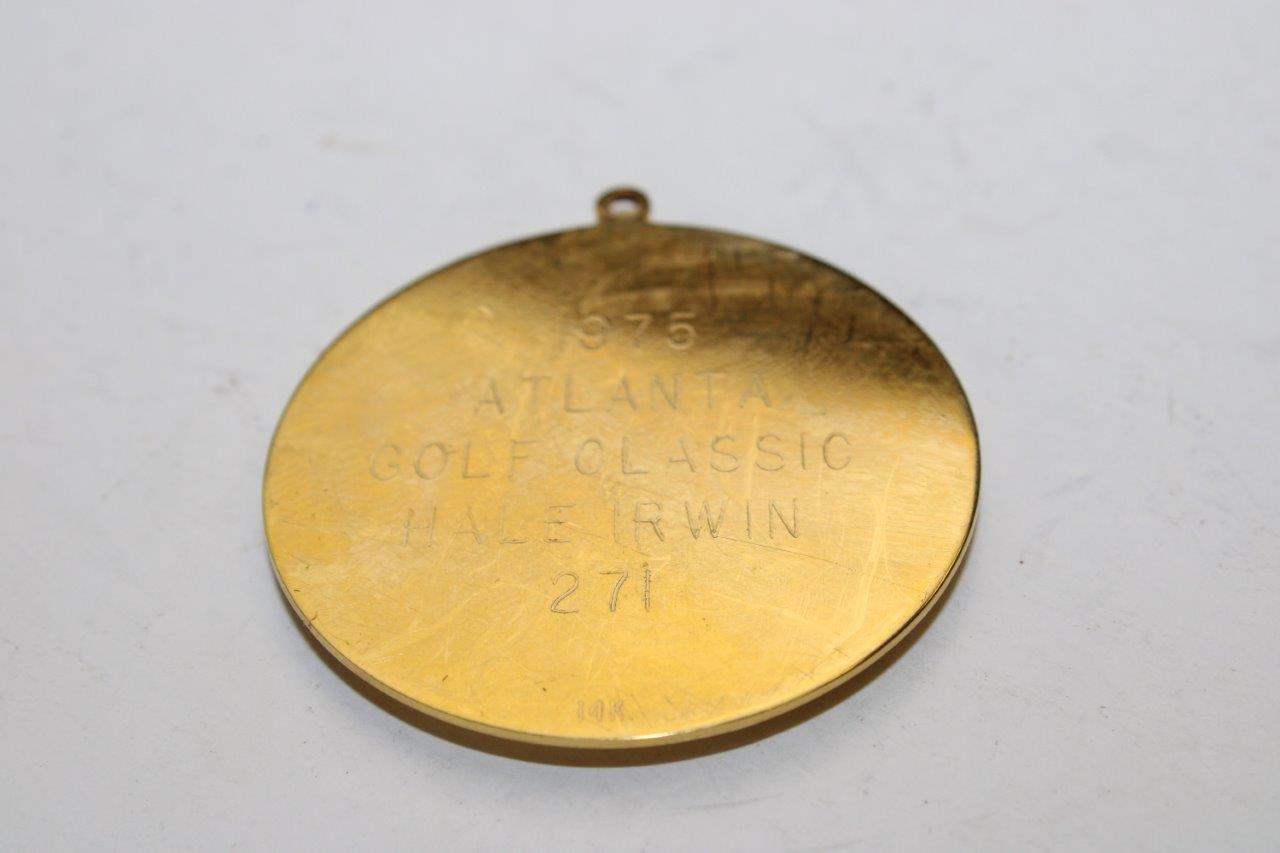 1975
ATLANTA
GOLF CLASSIC
HALE IRWIN
271
14K